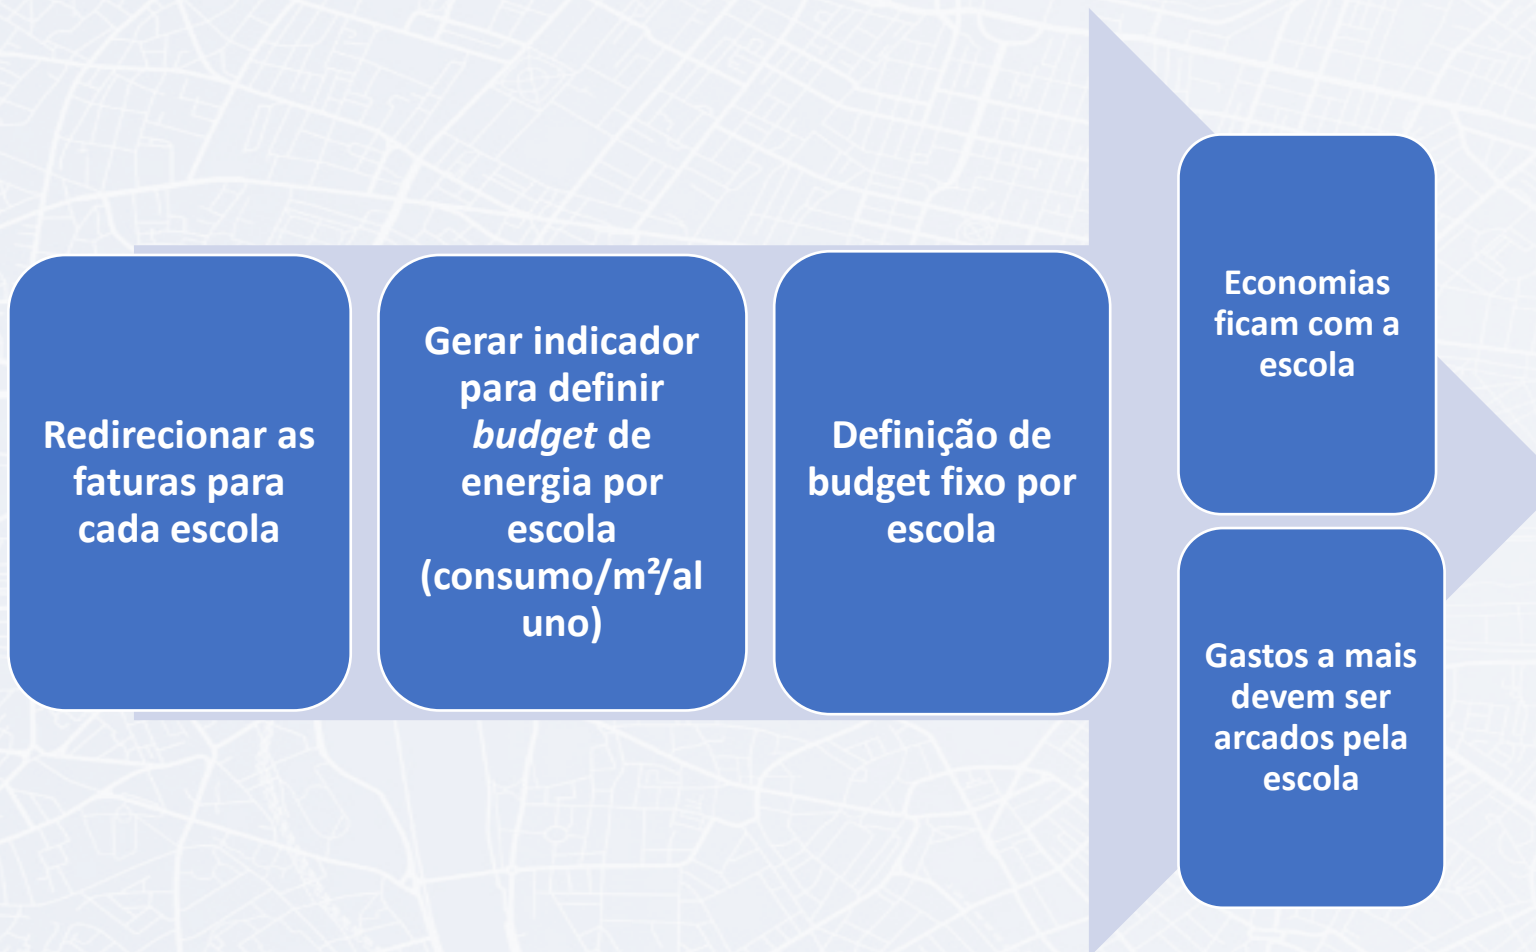 Redirecionar as
faturas para
cada escola
Gerar indicador
para definir
budget de
energia por
escola
(consumo/m²/al
uno)
Definição de
budget fixo por
escola
Economias
ficam com a
escola
Gastos a mais
devem ser
arcados pela
escola